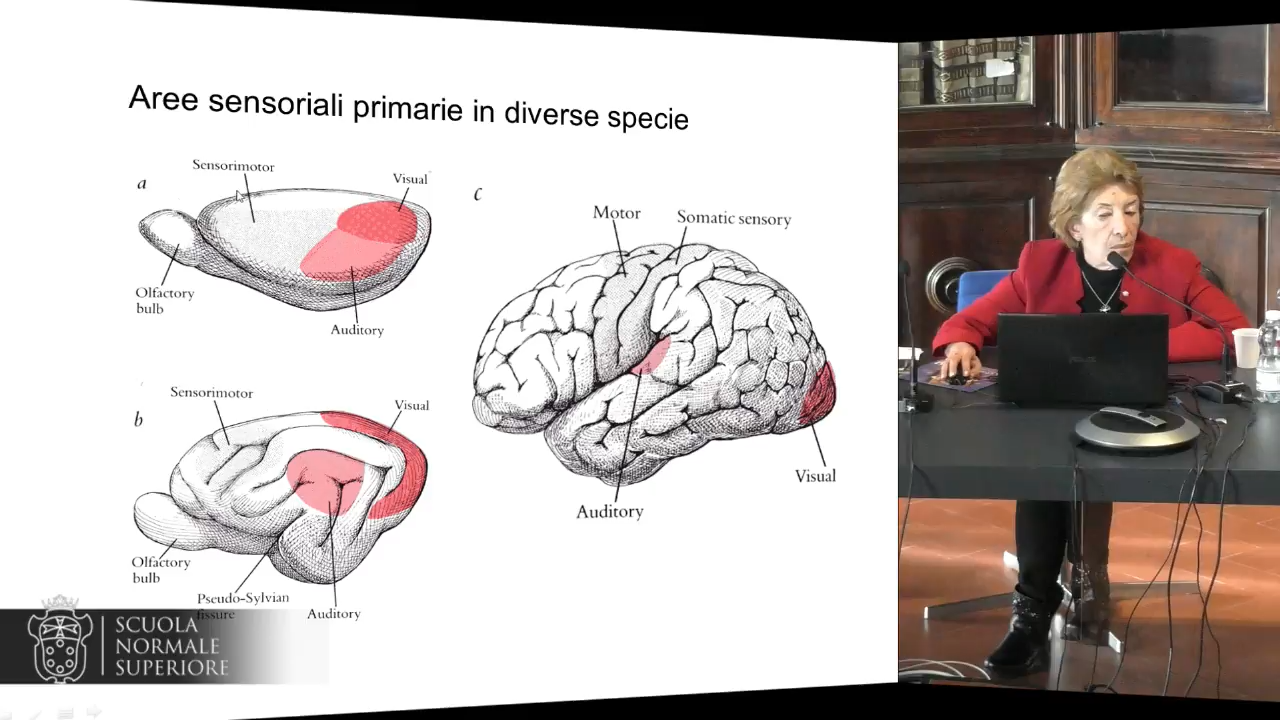 Aree sensoriali primarie in diverse specie
a
Sensorimotor
Visual
Olfactory
bulb
Auditory
b
Sensorimotor
Visual
Olfactory
bulb
Pseudo-Sylvian
fissure
Auditory
c
Motor
Somatic sensory
Auditory
Visual
SCUOLA
NORMALE
SUPERIORE